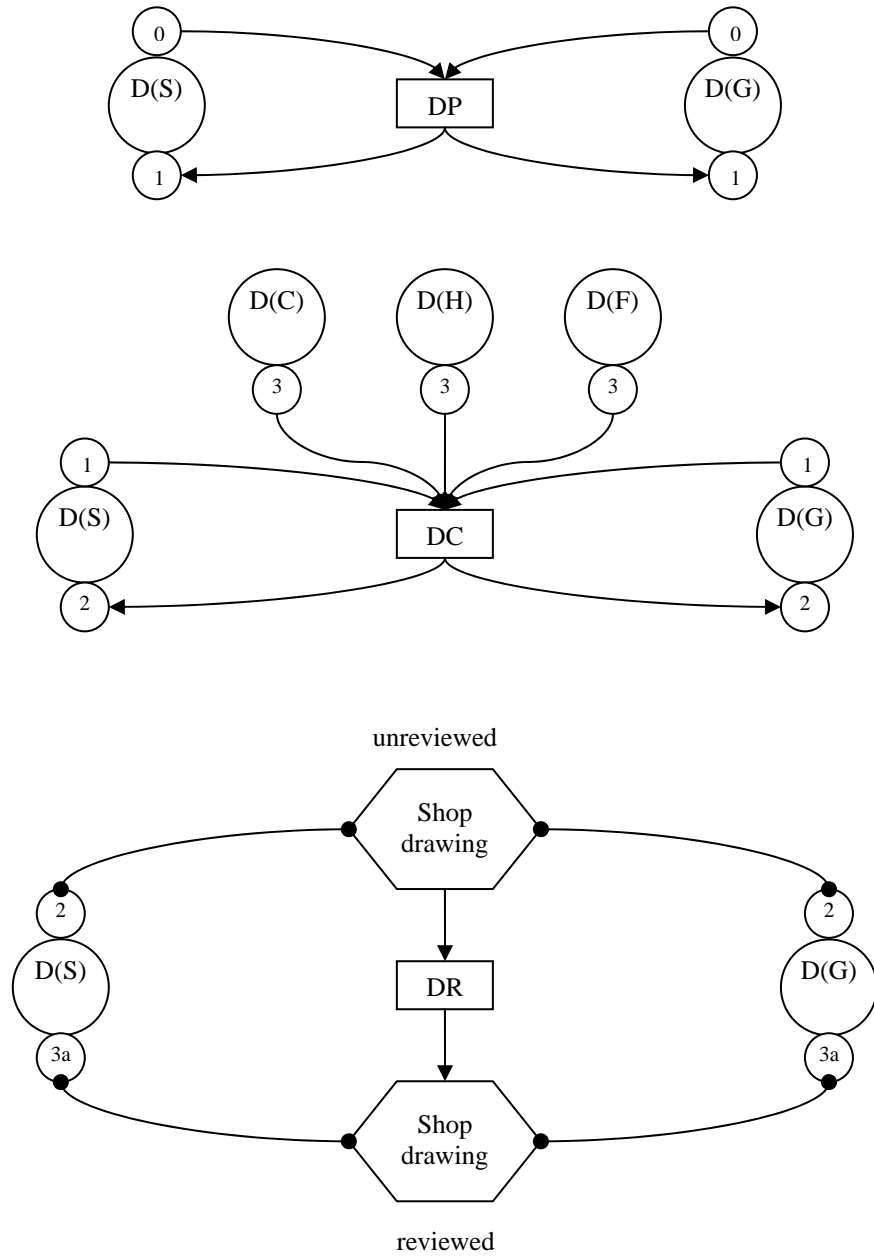 0 0
D(S) D(G)
DP
1 1
D(C) D(H) D(F)
3 3 3
1 1
D(S) D(G)
DC
2 2
unreviewed
Shop
drawing
2 2
D(S) D(G)
DR
3a 3a
Shop
drawing
reviewed